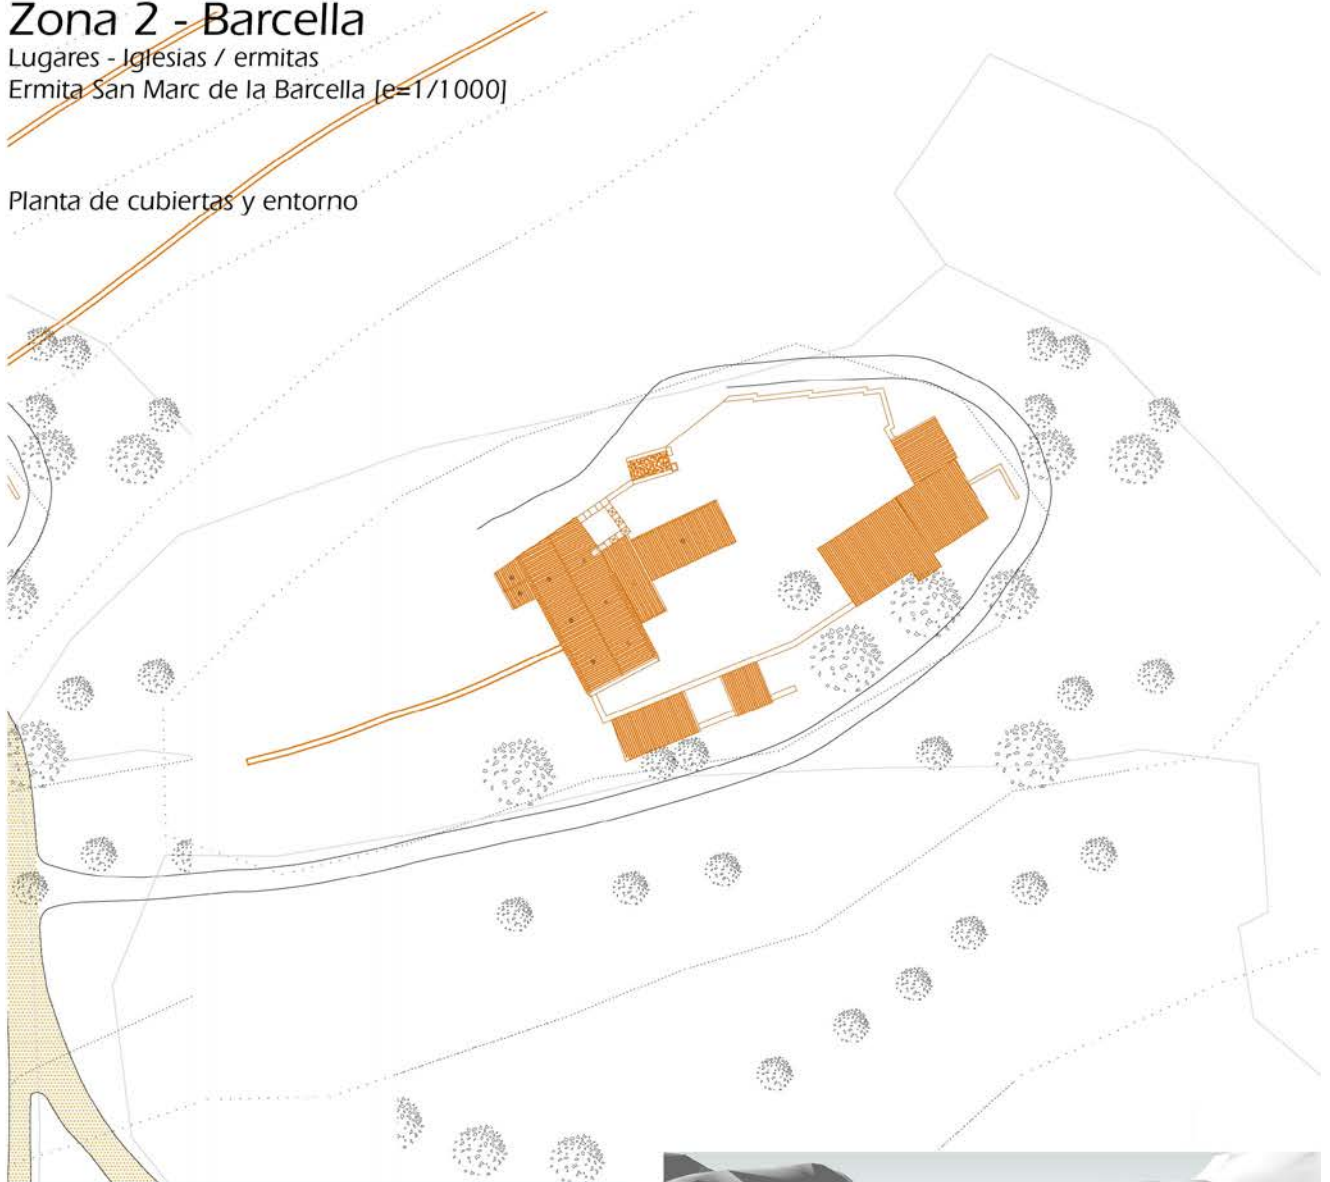 Zona 2 - Barcella
Lugares - Iglesias / ermitas
Ermita San Marc de la Barcella [e=1/1000]
Planta de cubiertas y entorno